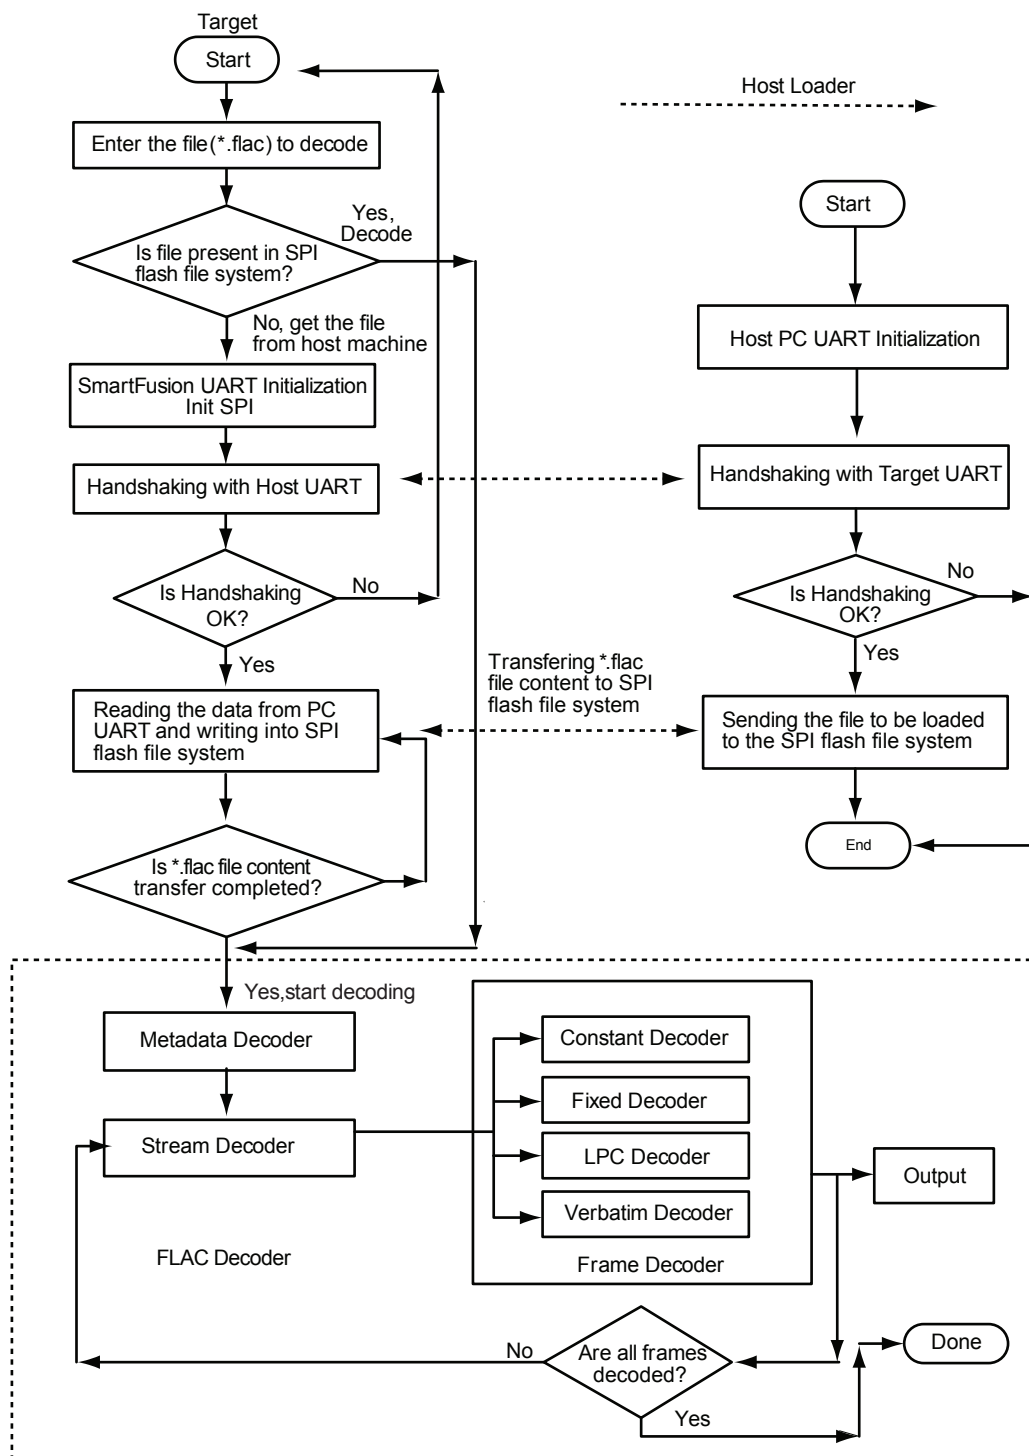 Target
Start
Host Loader
Enter the file(*.flac) to decode
Start
Yes,
Decode
Is file present in SPI
flash file system?
No, get the file
from host machine
Host PC UART Initialization
SmartFusion UART Initialization
Init SPI
Handshaking with Host UART
Handshaking with Target UART
Is Handshaking
OK?
No
Is Handshaking
OK?
No
Yes
Yes
Transfering *.flac
file content to SPI
flash file system
Reading the data from PC
UART and writing into SPI
flash file system
Sending the file to be loaded
to the SPI flash file system
End
Is *.flac file content
transfer completed?
Yes,start decoding
Metadata Decoder
Constant Decoder
Fixed Decoder
Stream Decoder
LPC Decoder
Output
Verbatim Decoder
FLAC Decoder
Frame Decoder
No
Are all frames
decoded?
Done
Yes